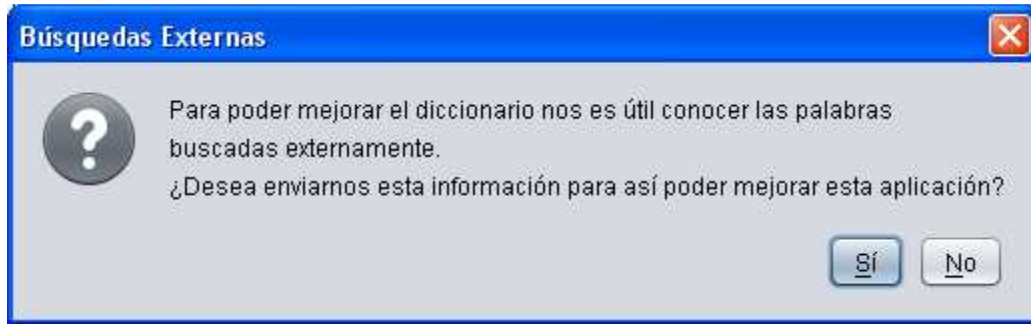 Búsquedas Externas
Para poder mejorar el diccionario nos es útil conocer las palabras
buscadas externamente.
¿Desea enviarnos esta información para así poder mejorar esta aplicación?
Sí No